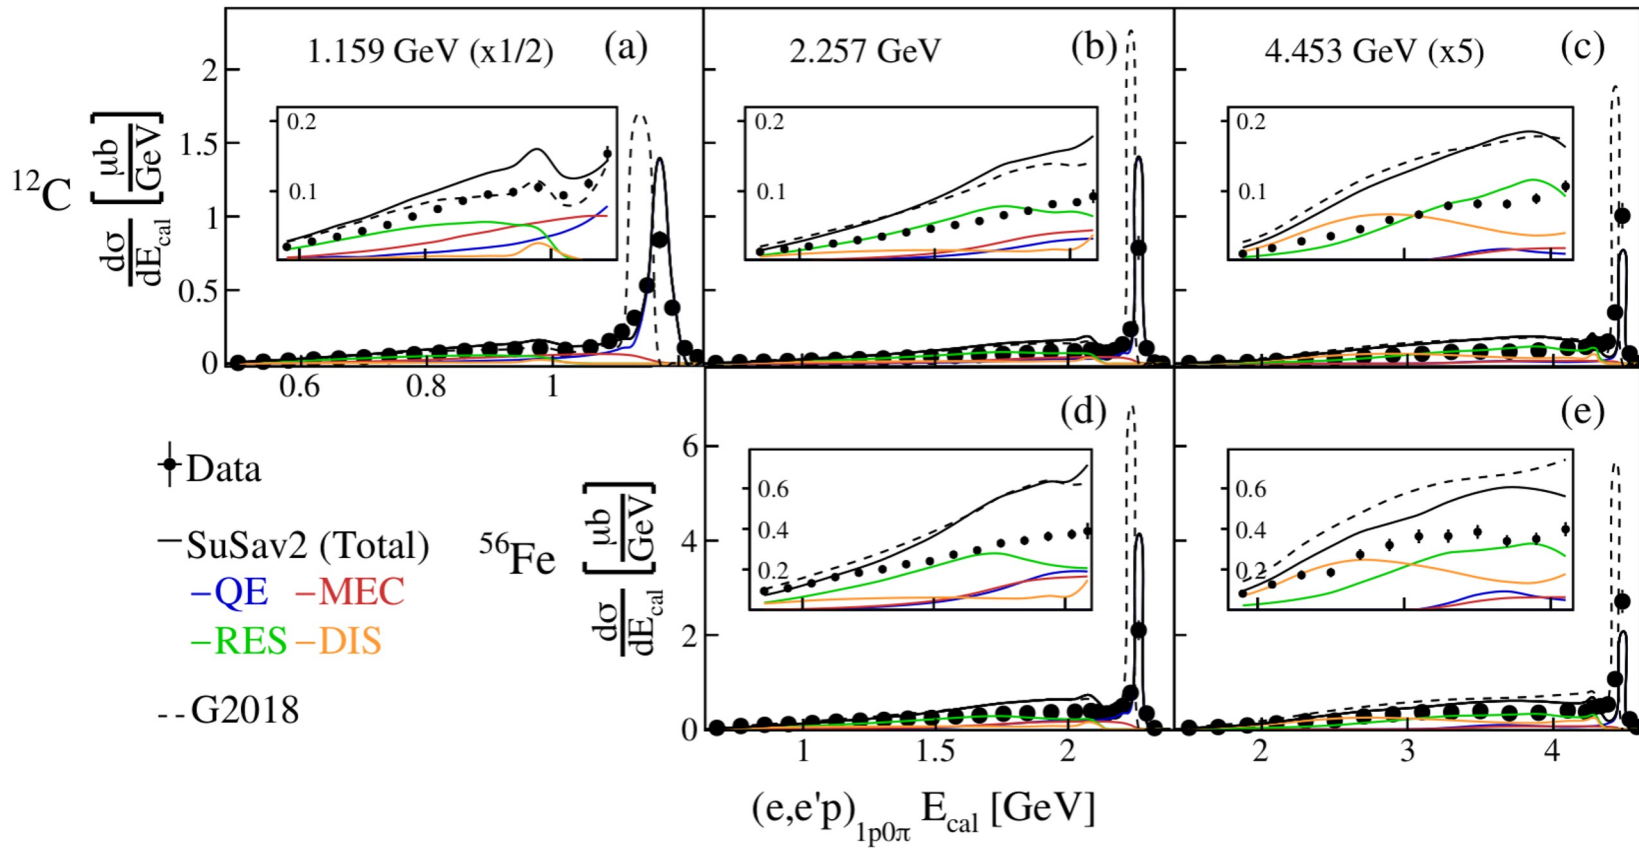 1.159 GeV (x1/2) (a)
2.257 GeV (b)
4.453 GeV (x5) (c)
¹²C dσ/dE_cal [μb/GeV]
2
1.5
1
0.5
0
0.2
0.1
0.2
0.1
0.2
0.1
0.6 0.8 1
(d)
(e)
⁵⁶Fe dσ/dE_cal [μb/GeV]
6
4
2
0
0.6
0.4
0.2
0.6
0.4
0.2
Data
SuSav2 (Total)
QE MEC
RES DIS
G2018
1 1.5 2
2 3 4
(e,e'p)_1p0π E_cal [GeV]